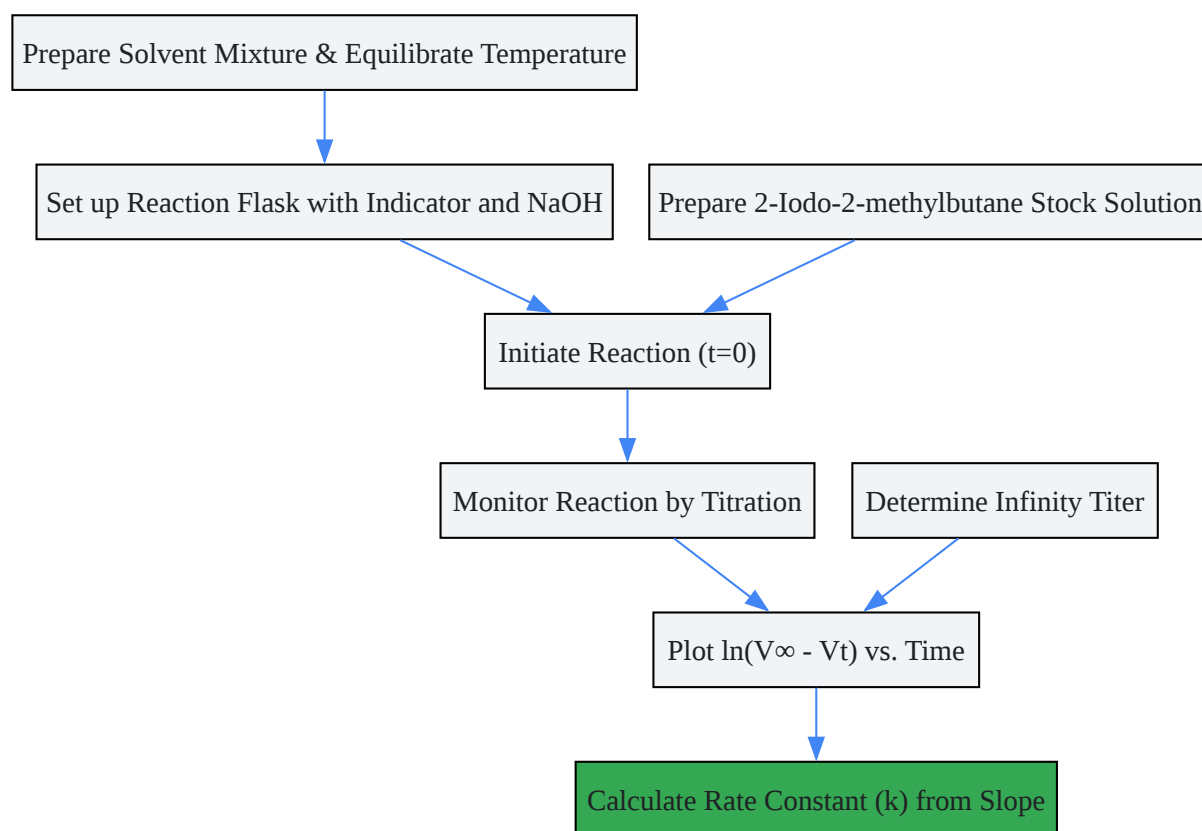 Prepare Solvent Mixture & Equilibrate Temperature
Set up Reaction Flask with Indicator and NaOH
Prepare 2-Iodo-2-methylbutane Stock Solution
Initiate Reaction (t=0)
Monitor Reaction by Titration
Determine Infinity Titer
Plot ln(V∞ - Vt) vs. Time
Calculate Rate Constant (k) from Slope